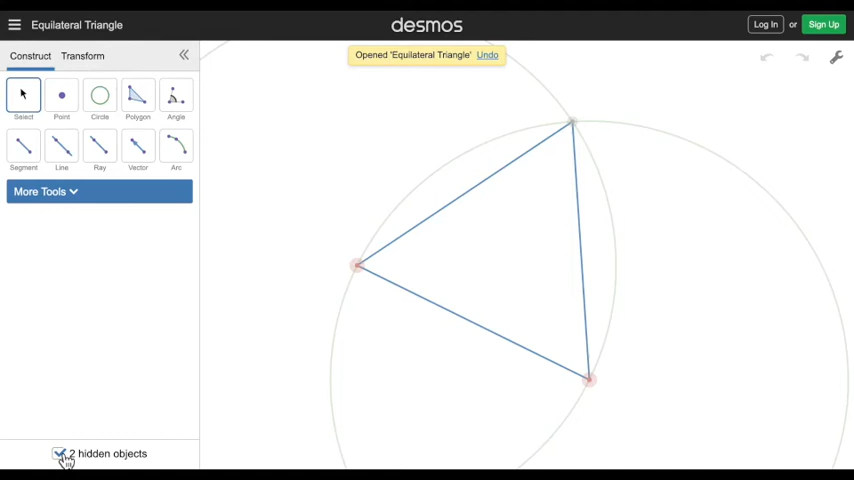 Equilateral Triangle
desmos
Log In or Sign Up
Construct Transform
Opened 'Equilateral Triangle' Undo
Select Point Circle Polygon Angle
Segment Line Ray Vector Arc
More Tools
2 hidden objects